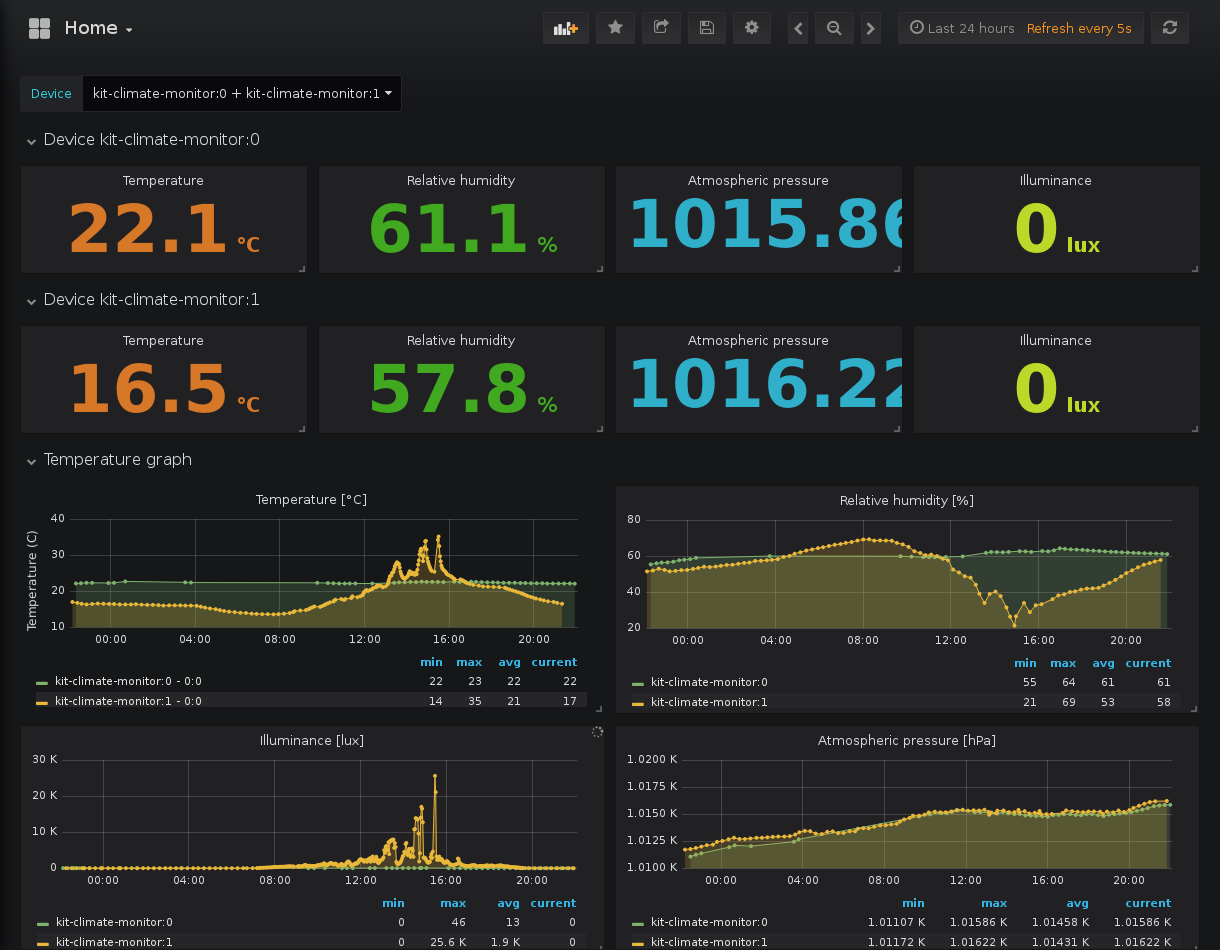 Home
Last 24 hours Refresh every 5s
Device kit-climate-monitor:0 + kit-climate-monitor:1
Device kit-climate-monitor:0
Temperature Relative humidity Atmospheric pressure Illuminance
22.1 °C 61.1 % 1015.86 0 lux
Device kit-climate-monitor:1
Temperature Relative humidity Atmospheric pressure Illuminance
16.5 °C 57.8 % 1016.22 0 lux
Temperature graph
Temperature [°C]
Temperature (C)
40
30
20
10
00:00 04:00 08:00 12:00 16:00 20:00
min max avg current
kit-climate-monitor:0 - 0:0 22 23 22 22
kit-climate-monitor:1 - 0:0 14 35 21 17
Relative humidity [%]
80
60
40
20
00:00 04:00 08:00 12:00 16:00 20:00
min max avg current
kit-climate-monitor:0 55 64 61 61
kit-climate-monitor:1 21 69 53 58
Illuminance [lux]
30 K
20 K
10 K
0
00:00 04:00 08:00 12:00 16:00 20:00
min max avg current
kit-climate-monitor:0 0 46 13 0
kit-climate-monitor:1 0 25.6 K 1.9 K 0
Atmospheric pressure [hPa]
1.0200 K
1.0175 K
1.0150 K
1.0125 K
1.0100 K
00:00 04:00 08:00 12:00 16:00 20:00
min max avg current
kit-climate-monitor:0 1.01107 K 1.01586 K 1.01458 K 1.01586 K
kit-climate-monitor:1 1.01172 K 1.01622 K 1.01431 K 1.01622 K